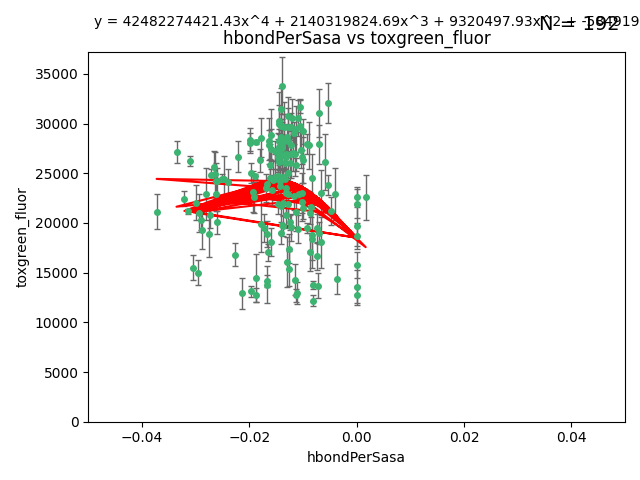 y = 42482274421.43x^4 + 2140319824.69x^3 + 9320497.93x^2 +
N = 192
hbondPerSasa vs toxgreen_fluor
toxgreen_fluor
35000
30000
25000
20000
15000
10000
5000
0
−0.04 −0.02 0.00 0.02 0.04
hbondPerSasa